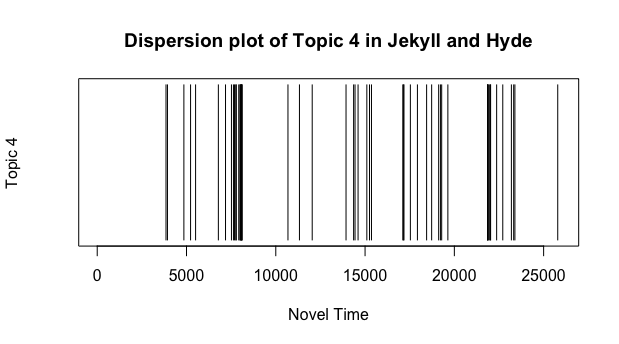 Dispersion plot of Topic 4 in Jekyll and Hyde
Topic 4
0 5000 10000 15000 20000 25000
Novel Time